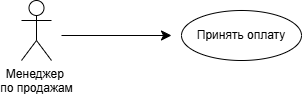 Принять оплату
Менеджер
по продажам